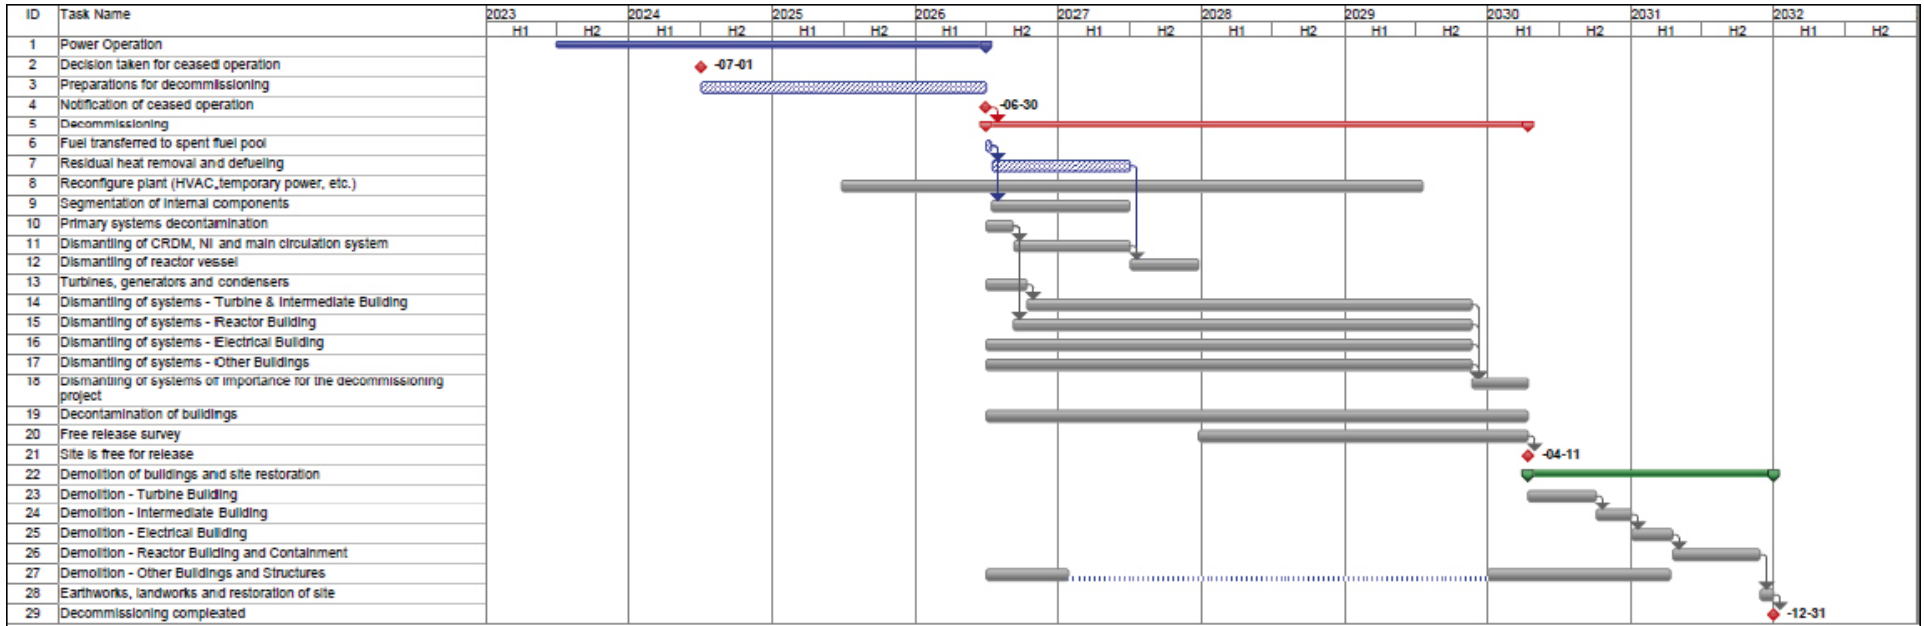 ID Task Name 2023 2024 2025 2026 2027 2028 2029 2030 2031 2032
H1 H2 H1 H2 H1 H2 H1 H2 H1 H2 H1 H2 H1 H2 H1 H2 H1 H2 H1 H2
1 Power Operation
2 Decision taken for ceased operation -07-01
3 Preparations for decommissioning
4 Notification of ceased operation -06-30
5 Decommissioning
6 Fuel transferred to spent fuel pool
7 Residual heat removal and defueling
8 Reconfigure plant (HVAC,temporary power, etc.)
9 Segmentation of internal components
10 Primary systems decontamination
11 Dismantling of CRDM, NI and main circulation system
12 Dismantling of reactor vessel
13 Turbines, generators and condensers
14 Dismantling of systems - Turbine & Intermediate Building
15 Dismantling of systems - Reactor Building
16 Dismantling of systems - Electrical Building
17 Dismantling of systems - Other Buildings
18 Dismantling of systems of importance for the decommissioning
project
19 Decontamination of buildings
20 Free release survey
21 Site is free for release -04-11
22 Demolition of buildings and site restoration
23 Demolition - Turbine Building
24 Demolition - Intermediate Building
25 Demolition - Electrical Building
26 Demolition - Reactor Building and Containment
27 Demolition - Other Buildings and Structures
28 Earthworks, landworks and restoration of site
29 Decommissioning compleated -12-31